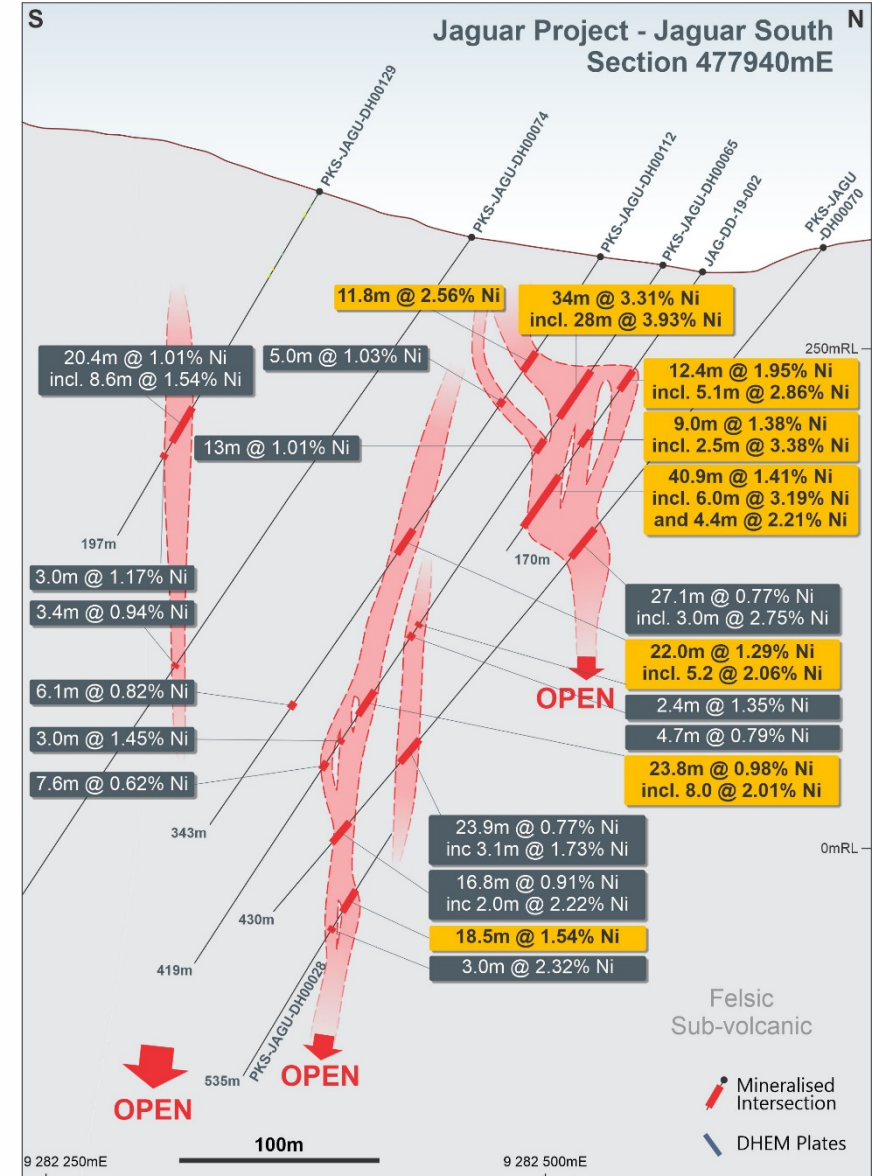 S
N
Jaguar Project - Jaguar South
Section 477940mE
PKS-JAGU-DH00129
PKS-JAGU-DH00074
PKS-JAGU-DH00112
PKS-JAGU-DH00065
JAG-DD-19-002
PKS-JAGU
-DH00070
11.8m @ 2.56% Ni
34m @ 3.31% Ni
incl. 28m @ 3.93% Ni
20.4m @ 1.01% Ni
incl. 8.6m @ 1.54% Ni
5.0m @ 1.03% Ni
250mRL
12.4m @ 1.95% Ni
incl. 5.1m @ 2.86% Ni
9.0m @ 1.38% Ni
incl. 2.5m @ 3.38% Ni
13m @ 1.01% Ni
40.9m @ 1.41% Ni
incl. 6.0m @ 3.19% Ni
and 4.4m @ 2.21% Ni
197m
170m
3.0m @ 1.17% Ni
3.4m @ 0.94% Ni
27.1m @ 0.77% Ni
incl. 3.0m @ 2.75% Ni
22.0m @ 1.29% Ni
incl. 5.2 @ 2.06% Ni
OPEN
6.1m @ 0.82% Ni
2.4m @ 1.35% Ni
3.0m @ 1.45% Ni
4.7m @ 0.79% Ni
7.6m @ 0.62% Ni
23.8m @ 0.98% Ni
incl. 8.0 @ 2.01% Ni
343m
23.9m @ 0.77% Ni
inc 3.1m @ 1.73% Ni
0mRL
16.8m @ 0.91% Ni
inc 2.0m @ 2.22% Ni
430m
18.5m @ 1.54% Ni
3.0m @ 2.32% Ni
419m
PKS-JAGU-DH00028
Felsic
Sub-volcanic
535m
OPEN
OPEN
Mineralised
Intersection
DHEM Plates
100m
9 282 250mE
9 282 500mE